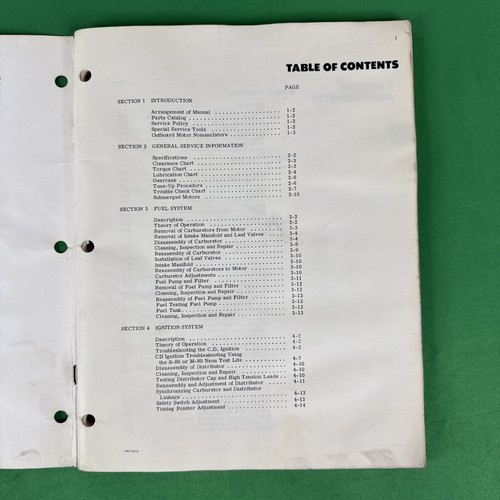 TABLE OF CONTENTS
PAGE
SECTION 1 INTRODUCTION
Arrangement of Manual . . . . . . . . . . . . . . . . 1-2
Parts Catalog . . . . . . . . . . . . . . . . . . . . 1-2
Service Policy . . . . . . . . . . . . . . . . . . . . 1-2
Special Service Tools . . . . . . . . . . . . . . . . 1-2
Outboard Motor Nomenclature . . . . . . . . . . . . . 1-3
SECTION 2 GENERAL SERVICE INFORMATION
Specifications . . . . . . . . . . . . . . . . . . . . 2-2
Clearance Chart . . . . . . . . . . . . . . . . . . . 2-3
Torque Chart . . . . . . . . . . . . . . . . . . . . . 2-3
Lubrication Chart . . . . . . . . . . . . . . . . . . 2-4
Gearcase . . . . . . . . . . . . . . . . . . . . . . . 2-6
Tune-Up Procedure . . . . . . . . . . . . . . . . . . 2-6
Trouble Check Chart . . . . . . . . . . . . . . . . . 2-7
Submerged Motors . . . . . . . . . . . . . . . . . . . 2-10
SECTION 3 FUEL SYSTEM
Description . . . . . . . . . . . . . . . . . . . . . 3-2
Theory of Operation . . . . . . . . . . . . . . . . . 3-2
Removal of Carburetors from Motor . . . . . . . . . . 3-3
Removal of Intake Manifold and Leaf Valves . . . . . . 3-4
Disassembly of Carburetor . . . . . . . . . . . . . . 3-4
Cleaning, Inspection and Repair . . . . . . . . . . . 3-8
Reassembly of Carburetor . . . . . . . . . . . . . . . 3-9
Installation of Leaf Valves . . . . . . . . . . . . . 3-10
Intake Manifold . . . . . . . . . . . . . . . . . . . 3-10
Reassembly of Carburetors to Motor . . . . . . . . . . 3-10
Carburetor Adjustments . . . . . . . . . . . . . . . . 3-10
Fuel Pump and Filter . . . . . . . . . . . . . . . . . 3-11
Removal of Fuel Pump and Filter . . . . . . . . . . . 3-12
Cleaning, Inspection and Repair . . . . . . . . . . . 3-12
Reassembly of Fuel Pump and Filter . . . . . . . . . . 3-12
Fuel Testing Fuel Pump . . . . . . . . . . . . . . . . 3-12
Fuel Tank . . . . . . . . . . . . . . . . . . . . . . 3-12
Cleaning, Inspection and Repair . . . . . . . . . . . 3-13
SECTION 4 IGNITION SYSTEM
Description . . . . . . . . . . . . . . . . . . . . . 4-2
Theory of Operation . . . . . . . . . . . . . . . . . 4-2
Troubleshooting the C.D. Ignition . . . . . . . . . . 4-3
CD Ignition Troubleshooting Using
the S-80 or M-80 Neon Test Lite . . . . . . . . . . . 4-7
Disassembly of Distributor . . . . . . . . . . . . . . 4-10
Cleaning, Inspection and Repair . . . . . . . . . . . 4-10
Testing Distributor Cap and High Tension Leads . . 4-10
Reassembly and Adjustment of Distributor . . . . . . . 4-11
Synchronizing Carburetor and Distributor
Linkage . . . . . . . . . . . . . . . . . . . . . . . 4-13
Safety Switch Adjustment . . . . . . . . . . . . . . . 4-13
Timing Pointer Adjustment . . . . . . . . . . . . . . 4-14